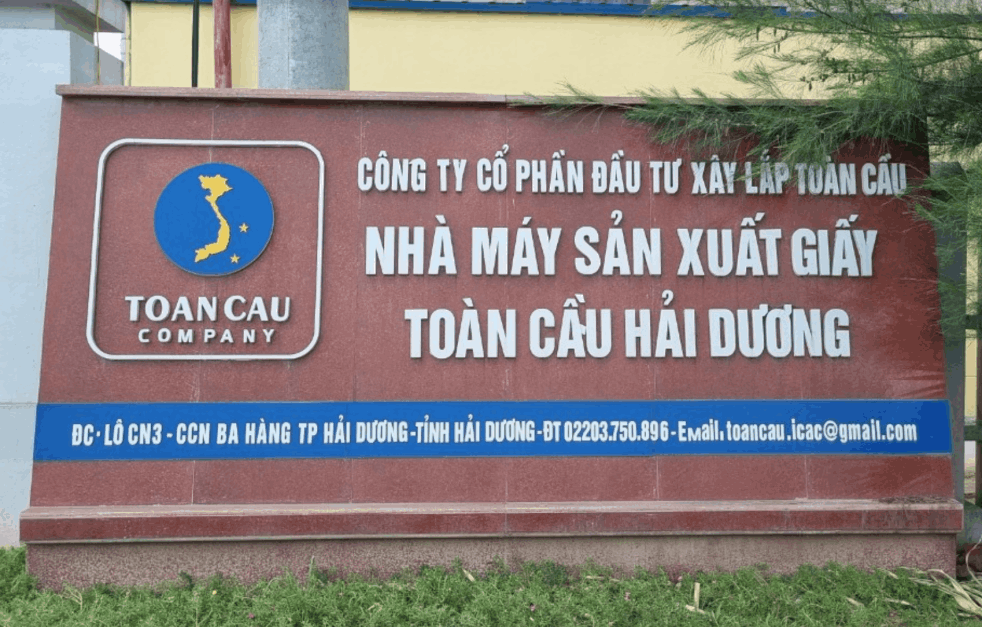 TOAN CAU
COMPANY
CÔNG TY CỔ PHẦN ĐẦU TƯ XÂY LẮP TOÀN CẦU
NHÀ MÁY SẢN XUẤT GIẤY
TOÀN CẦU HẢI DƯƠNG
ĐC · LÔ CN3 - CCN BA HÀNG TP HẢI DƯƠNG - TỈNH HẢI DƯƠNG - ĐT 02203.750.896 - Email: toancau.icac@gmail.com